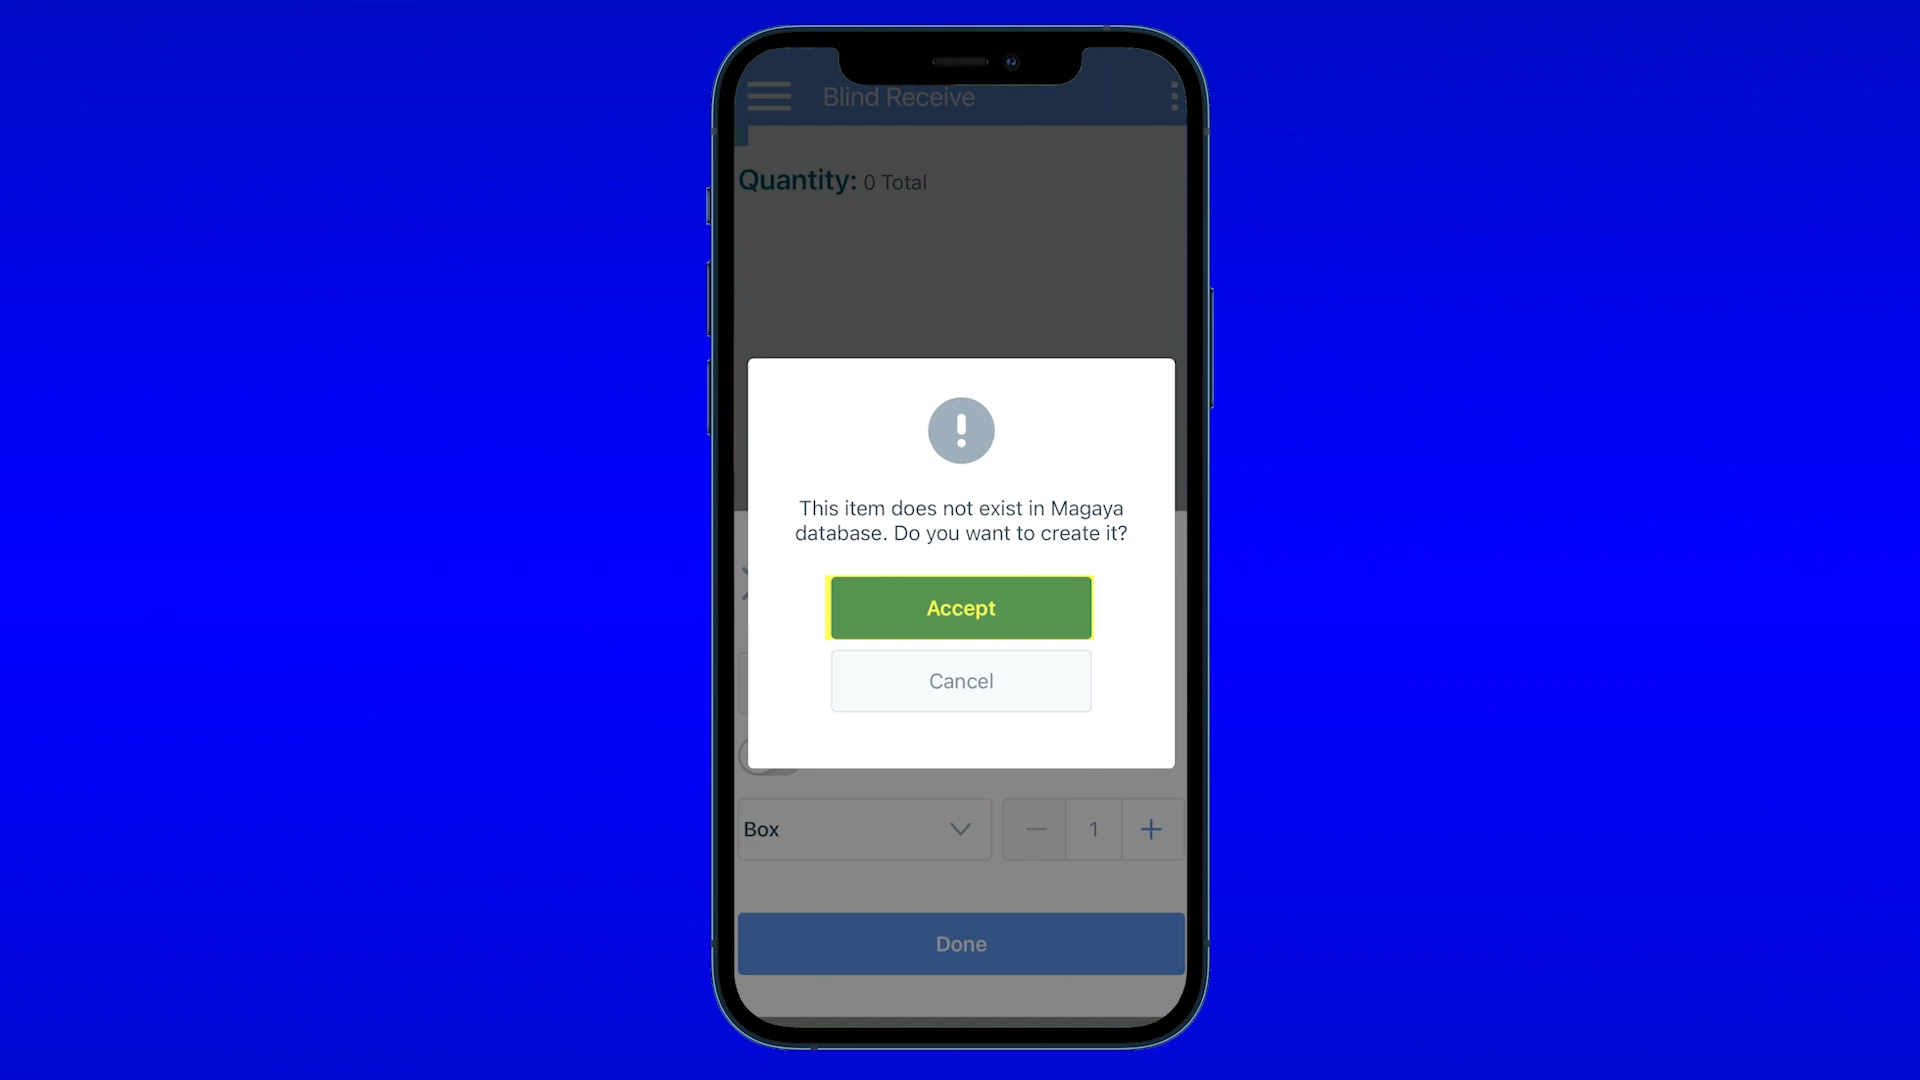 Blind Receive
Quantity: 0 Total
This item does not exist in Magaya
database. Do you want to create it?
Accept
Cancel
Box
1
Done